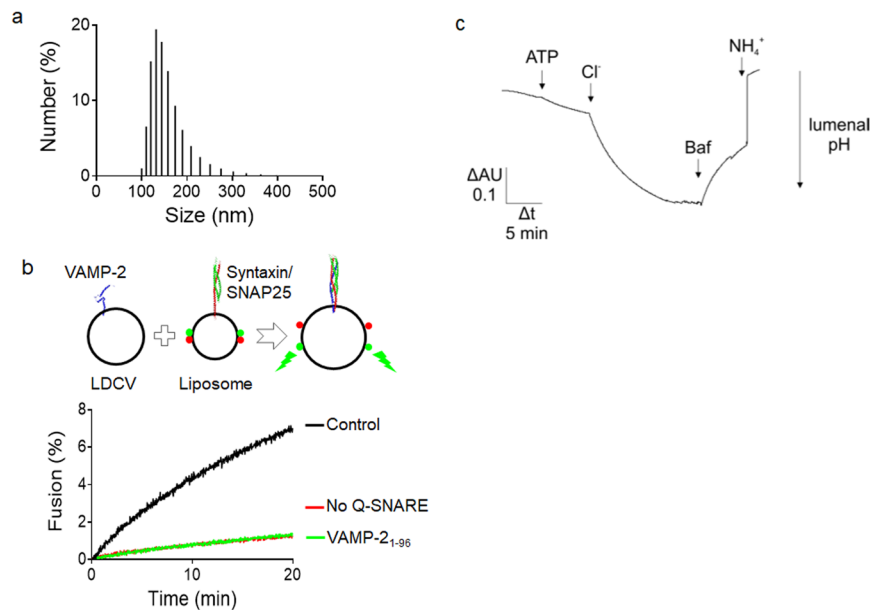 a
Number (%)
20
10
0
0 100 200 300 400 500
Size (nm)
b
VAMP-2
Syntaxin/
SNAP25
LDCV
Liposome
Fusion (%)
8
6
4
2
0
0 10 20
Time (min)
Control
No Q-SNARE
VAMP-2₁₋₉₆
c
ATP
Cl⁻
Baf
NH₄⁺
lumenal
pH
ΔAU
0.1
Δt
5 min